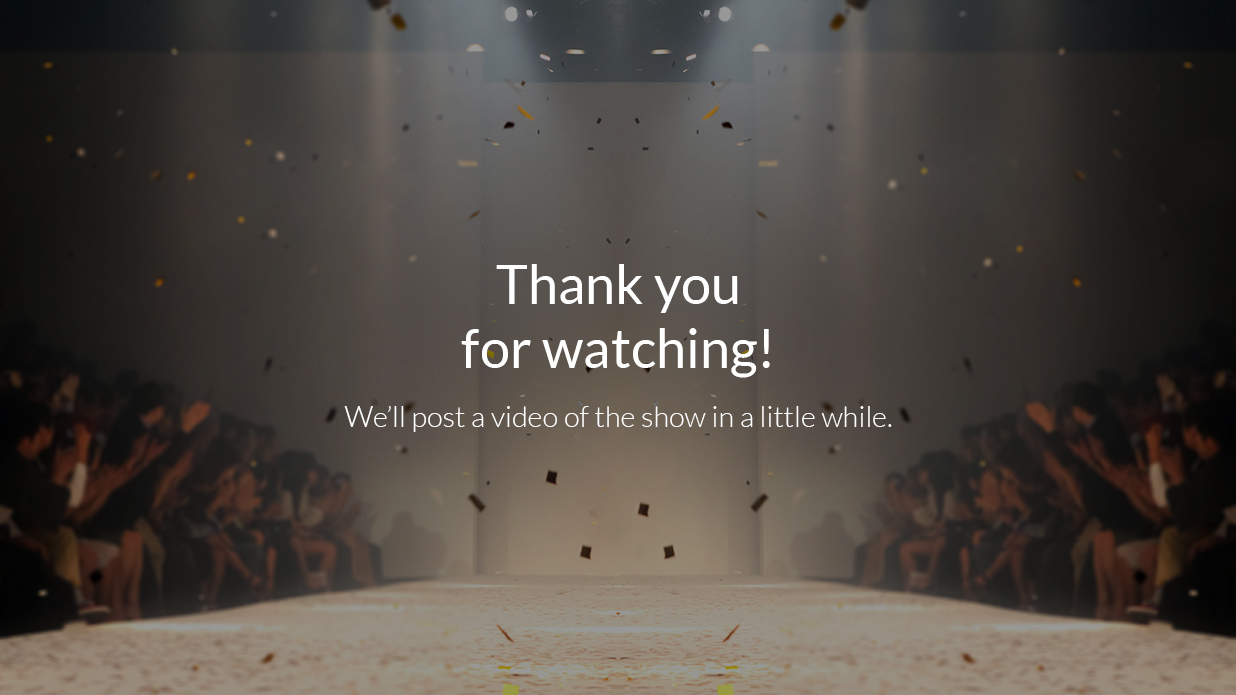 Thank you
for watching!
We’ll post a video of the show in a little while.